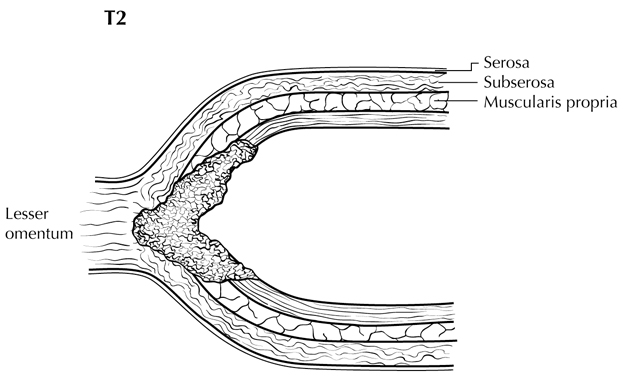 T2
Serosa
Subserosa
Muscularis propria
Lesser
omentum